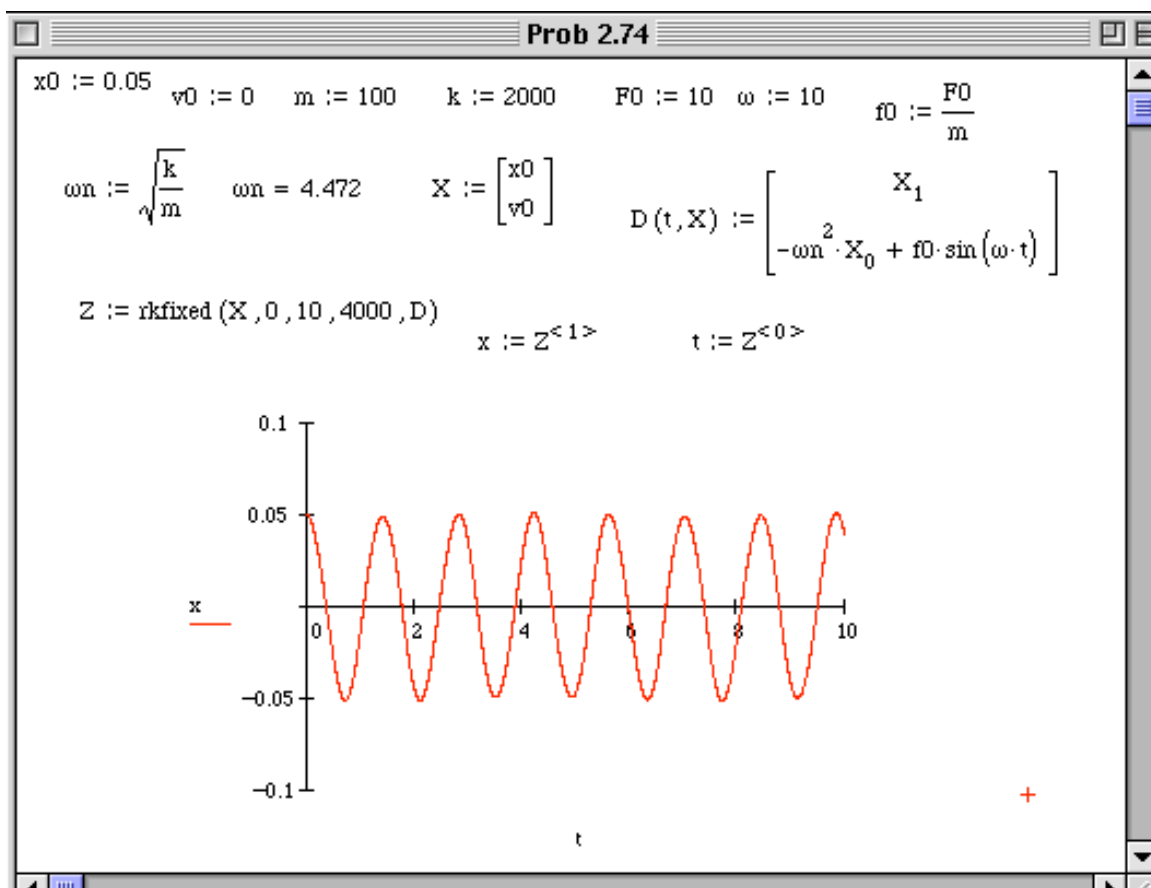 Prob 2.74
x0 := 0.05 v0 := 0 m := 100 k := 2000 F0 := 10 ω := 10 f0 := F0/m
ωn := √(k/m) ωn = 4.472 X := [x0 v0] D(t,X) := [X₁ -ωn²·X₀ + f0·sin(ω·t)]
Z := rkfixed(X,0,10,4000,D)
x := Z^<1> t := Z^<0>
0.1
0.05
x
0 2 4 6 8 10
−0.05
−0.1
t